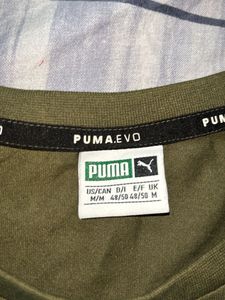 PUMA.EVO
PUMA
US/CAN D/I E/F UK
M/M 48/50 48/50 M